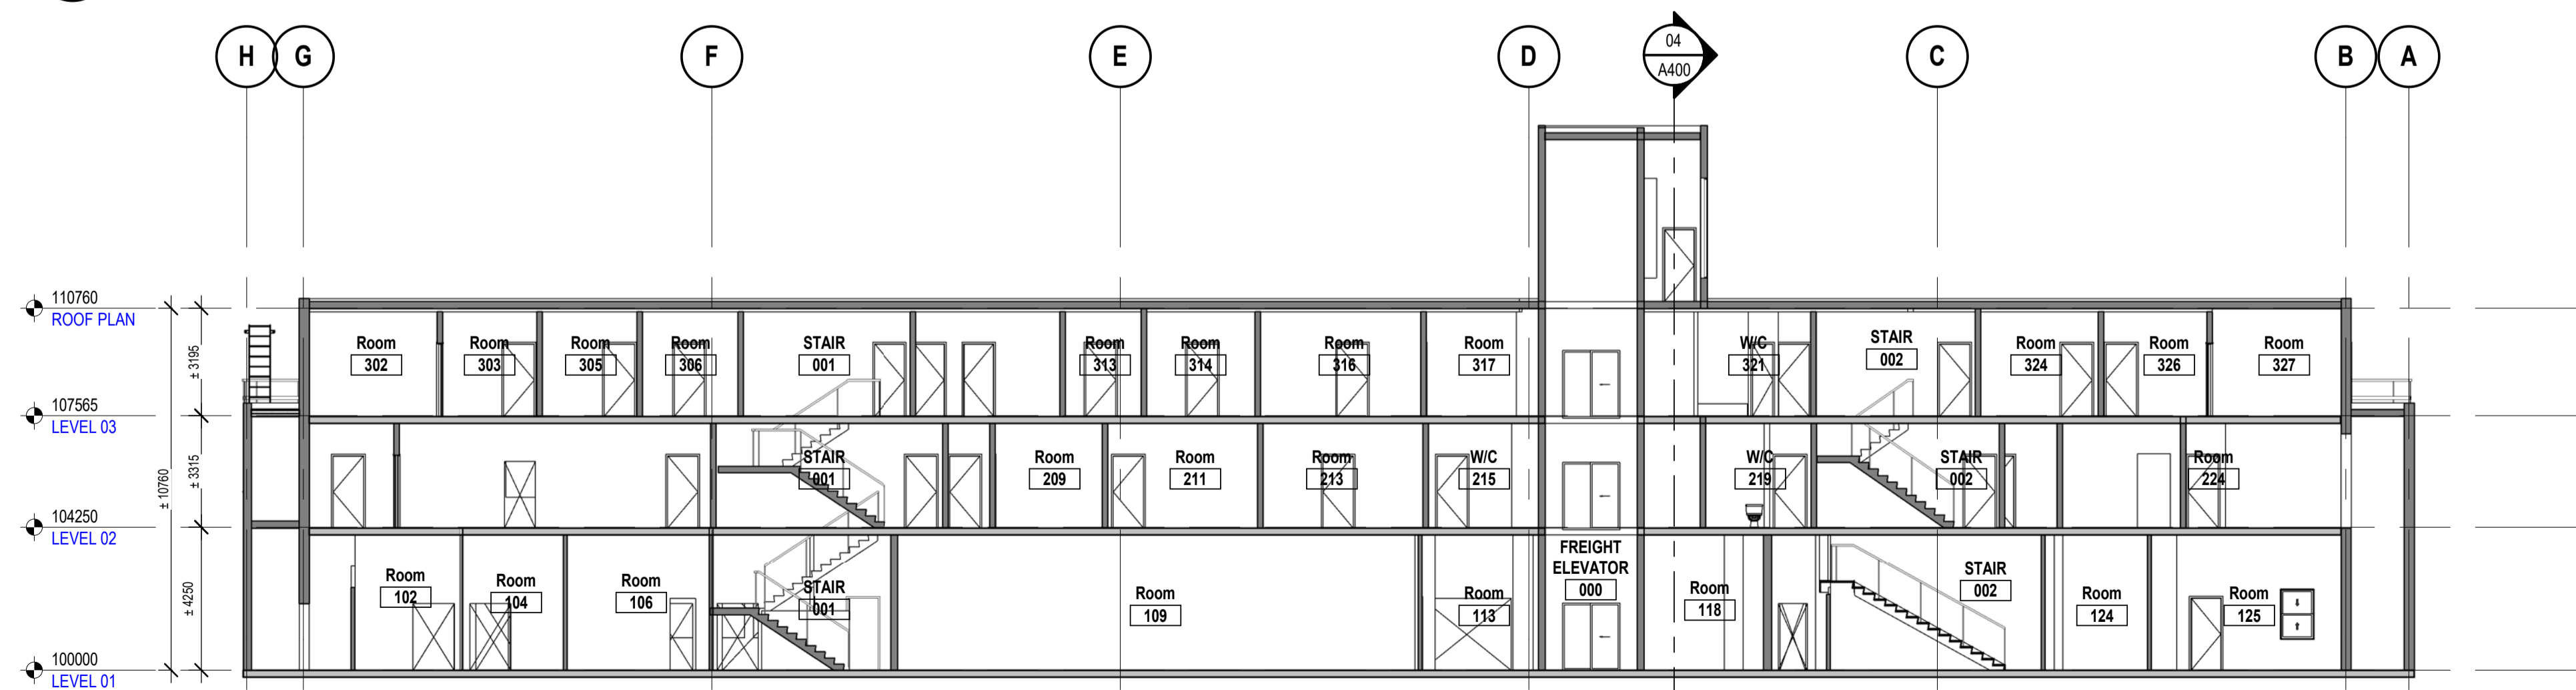 H
G
F
E
D
04
A400
C
B
A
110760
ROOF PLAN
107565
LEVEL 03
104250
LEVEL 02
100000
LEVEL 01
± 10760
± 3195
± 3315
± 4250
Room
302
Room
303
Room
305
Room
306
STAIR
001
Room
313
Room
314
Room
316
Room
317
W/C
321
STAIR
002
Room
324
Room
326
Room
327
STAIR
001
Room
209
Room
211
Room
213
W/C
215
W/C
219
STAIR
002
Room
224
Room
102
Room
104
Room
106
STAIR
001
Room
109
Room
113
FREIGHT
ELEVATOR
000
Room
118
STAIR
002
Room
124
Room
125